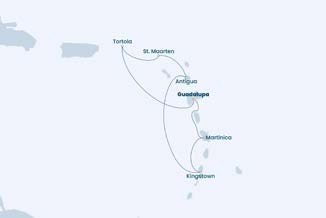 Tortola
St. Maarten
Antigua
Guadalupa
Martinica
Kingstown